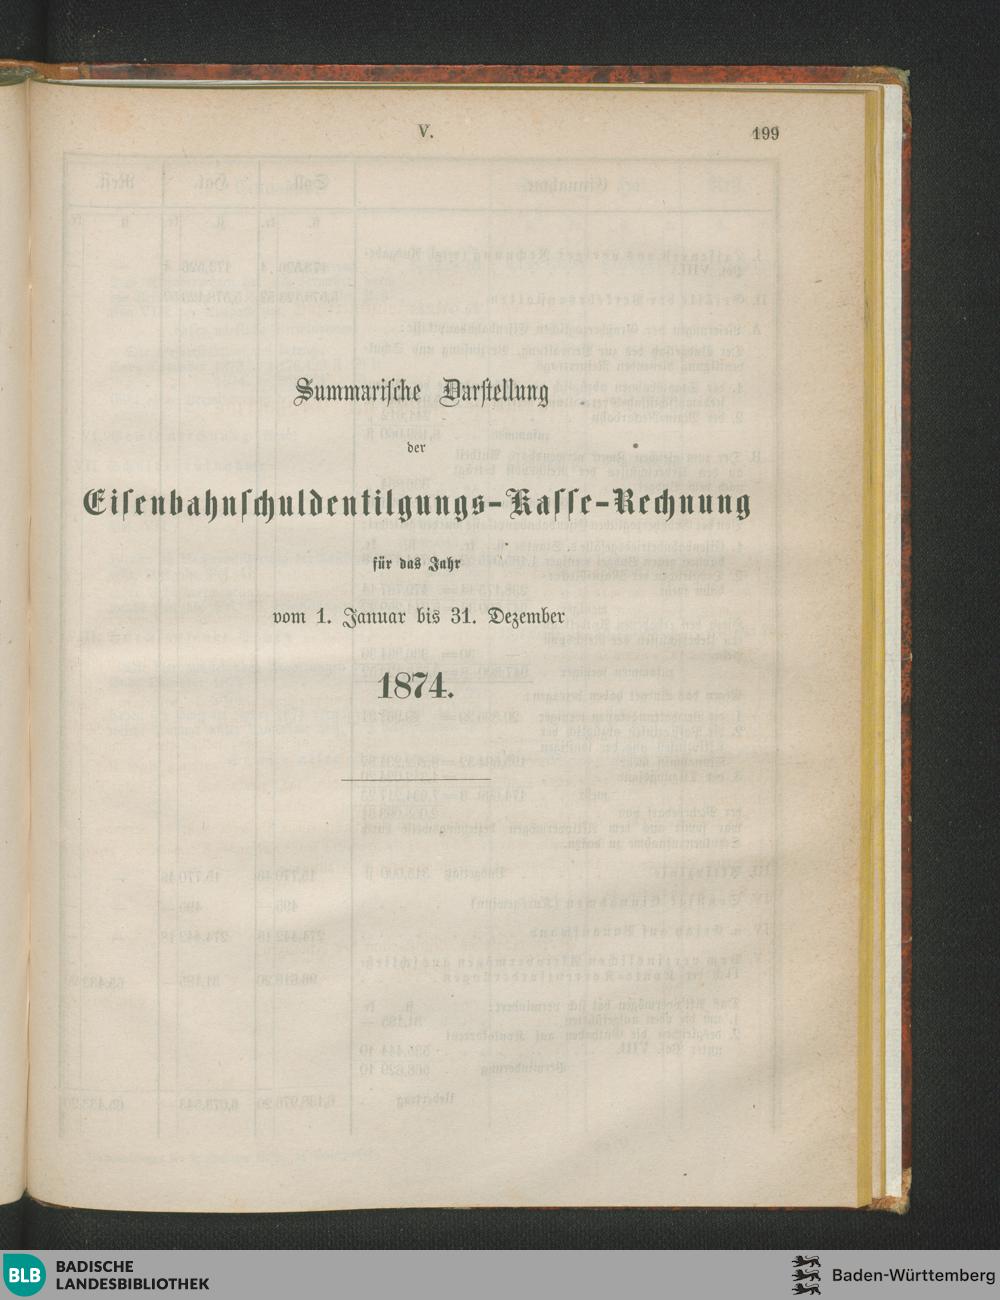 V.
199
Summarische Darstellung
der
Eisenbahnschuldentilgungs-Kasse-Rechnung
für das Jahr
vom 1. Januar bis 31. Dezember
1874.
BLB
BADISCHE
LANDESBIBLIOTHEK
Baden-Württemberg